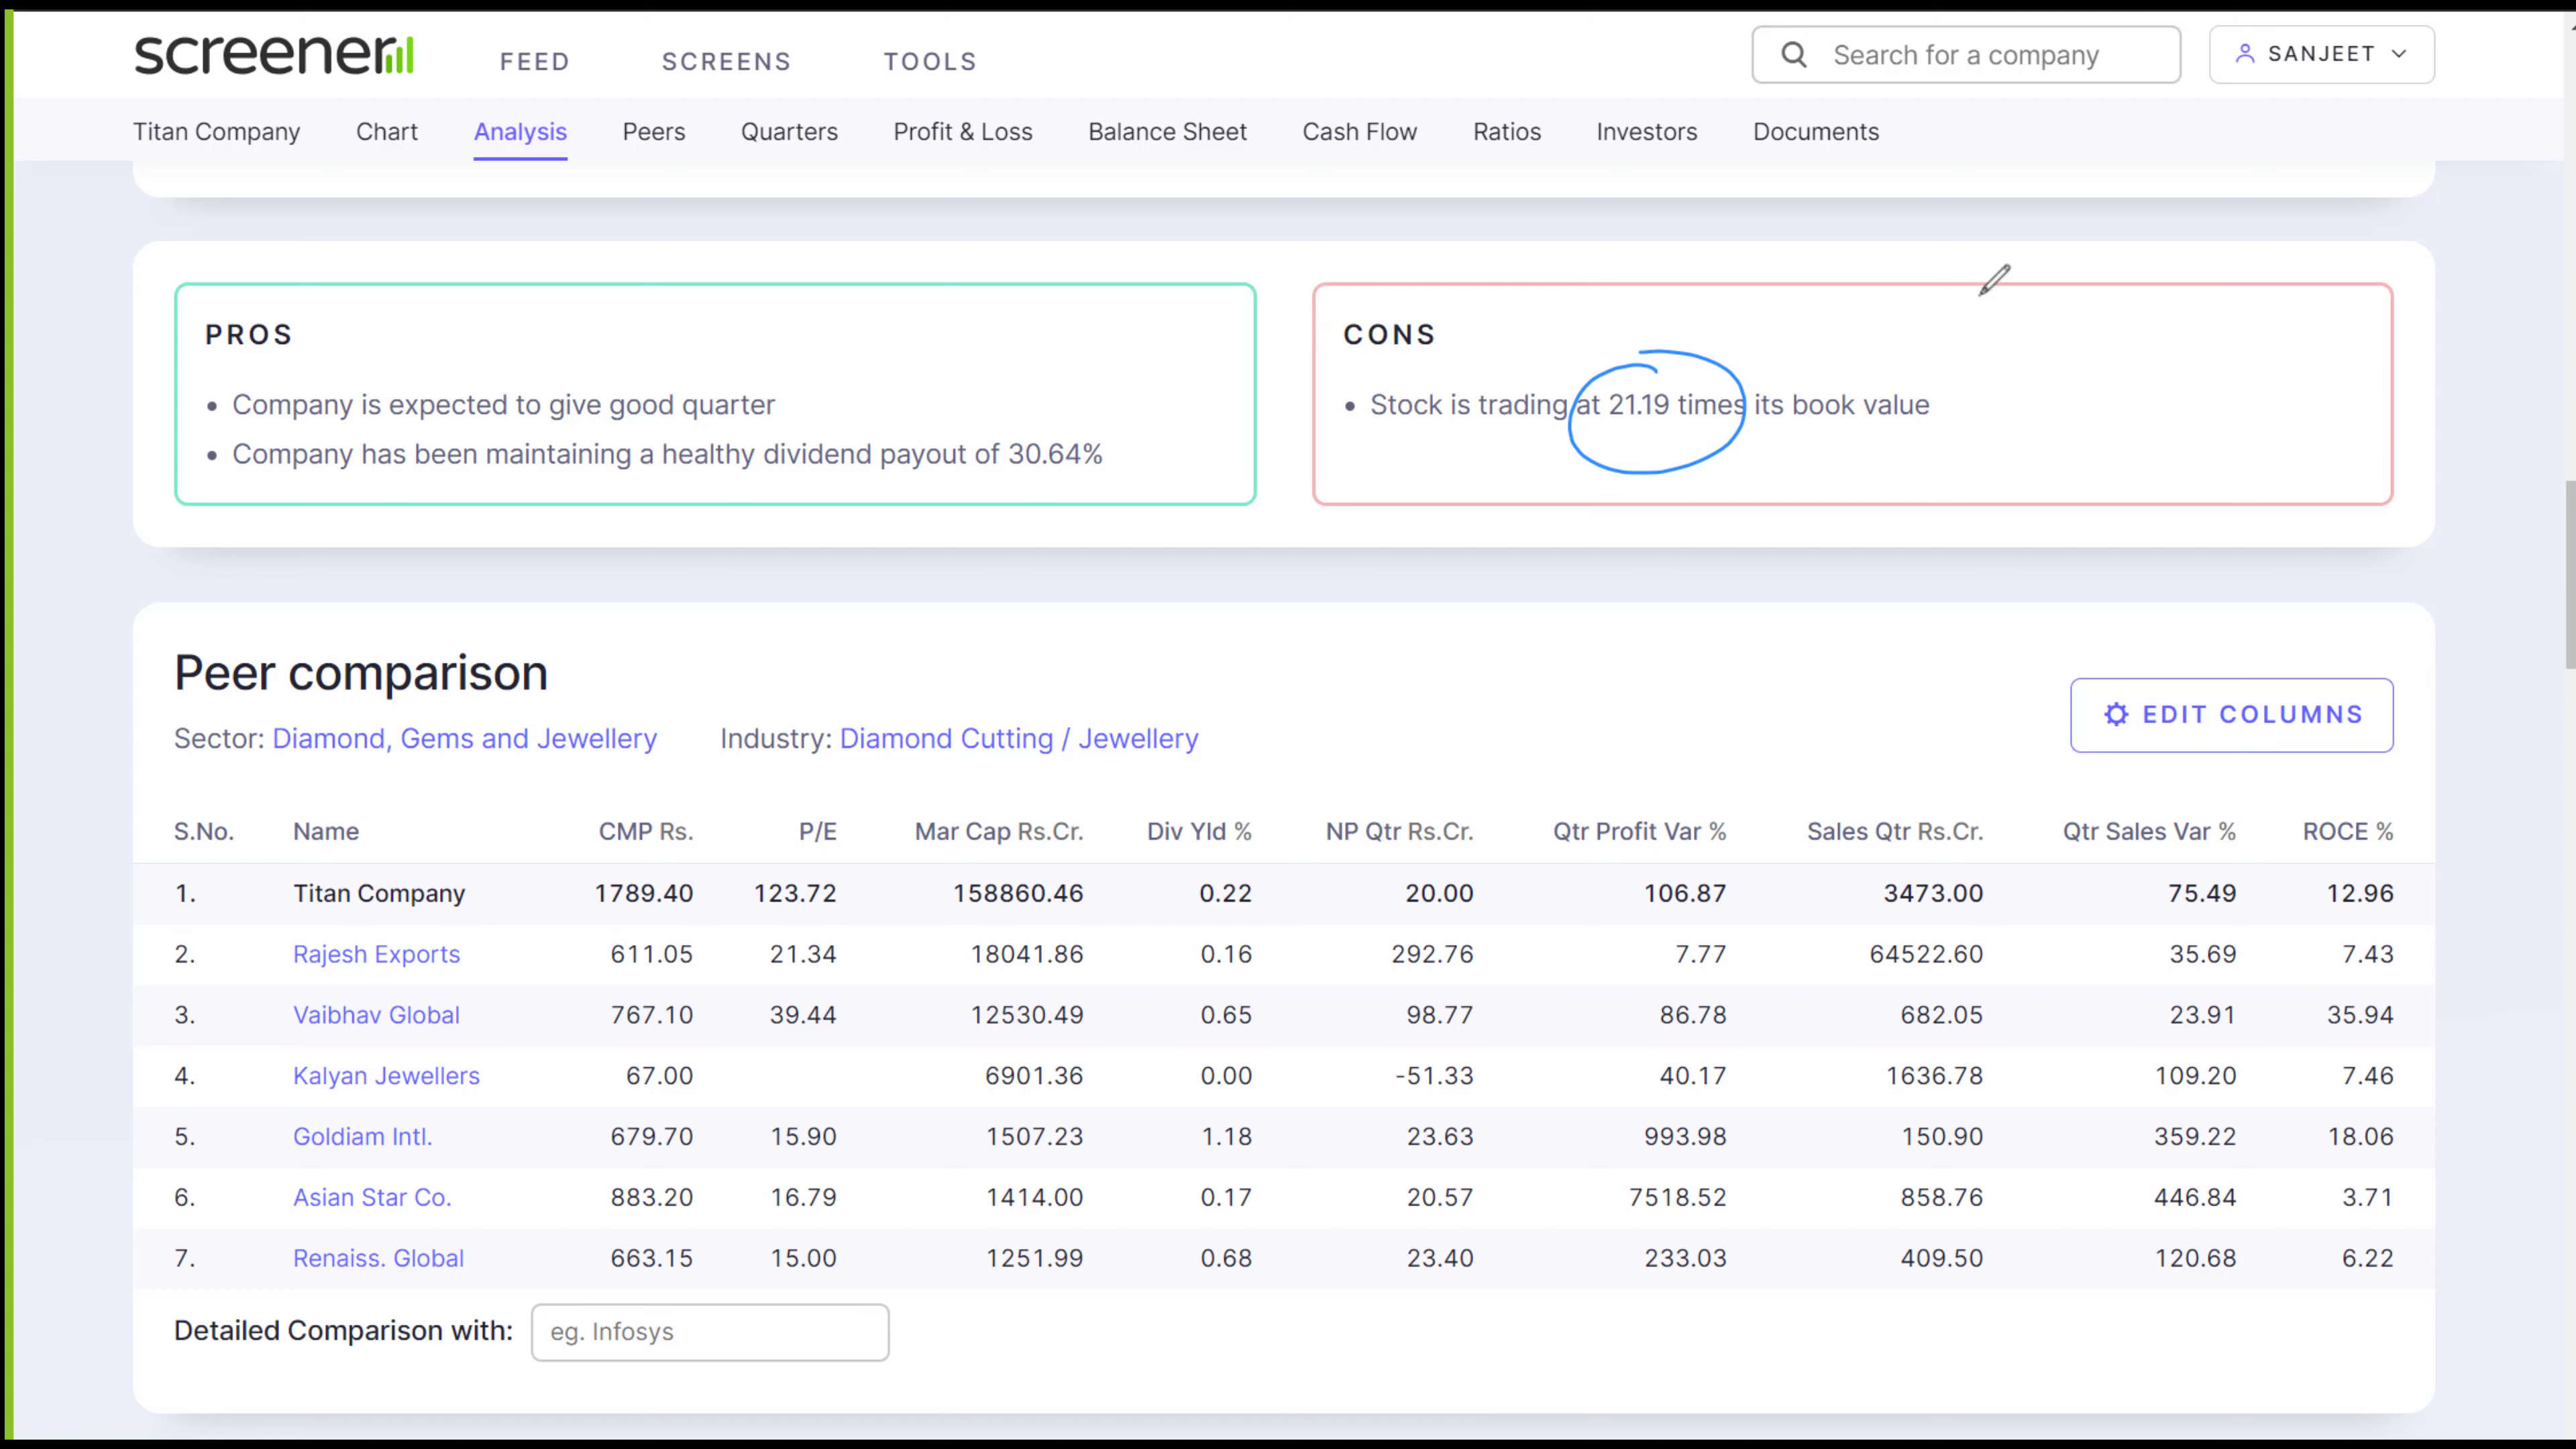 screener FEED SCREENS TOOLS Search for a company SANJEET
Titan Company Chart Analysis Peers Quarters Profit & Loss Balance Sheet Cash Flow Ratios Investors Documents
PROS
• Company is expected to give good quarter
• Company has been maintaining a healthy dividend payout of 30.64%
CONS
• Stock is trading at 21.19 times its book value
Peer comparison
Sector: Diamond, Gems and Jewellery Industry: Diamond Cutting / Jewellery
EDIT COLUMNS
S.No. Name CMP Rs. P/E Mar Cap Rs.Cr. Div Yld % NP Qtr Rs.Cr. Qtr Profit Var % Sales Qtr Rs.Cr. Qtr Sales Var % ROCE %
1. Titan Company 1789.40 123.72 158860.46 0.22 20.00 106.87 3473.00 75.49 12.96
2. Rajesh Exports 611.05 21.34 18041.86 0.16 292.76 7.77 64522.60 35.69 7.43
3. Vaibhav Global 767.10 39.44 12530.49 0.65 98.77 86.78 682.05 23.91 35.94
4. Kalyan Jewellers 67.00 6901.36 0.00 -51.33 40.17 1636.78 109.20 7.46
5. Goldiam Intl. 679.70 15.90 1507.23 1.18 23.63 993.98 150.90 359.22 18.06
6. Asian Star Co. 883.20 16.79 1414.00 0.17 20.57 7518.52 858.76 446.84 3.71
7. Renaiss. Global 663.15 15.00 1251.99 0.68 23.40 233.03 409.50 120.68 6.22
Detailed Comparison with: eg. Infosys